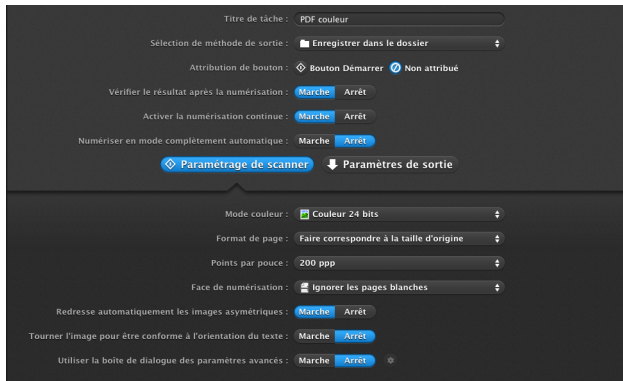 Titre de tâche : PDF couleur
Sélection de méthode de sortie : Enregistrer dans le dossier
Attribution de bouton : Bouton Démarrer Non attribué
Vérifier le résultat après la numérisation : Marche Arrêt
Activer la numérisation continue : Marche Arrêt
Numériser en mode complètement automatique : Marche Arrêt
Paramétrage de scanner Paramètres de sortie
Mode couleur : Couleur 24 bits
Format de page : Faire correspondre à la taille d'origine
Points par pouce : 200 ppp
Face de numérisation : Ignorer les pages blanches
Redresse automatiquement les images asymétriques : Marche Arrêt
Tourner l'image pour être conforme à l'orientation du texte : Marche Arrêt
Utiliser la boîte de dialogue des paramètres avancés : Marche Arrêt